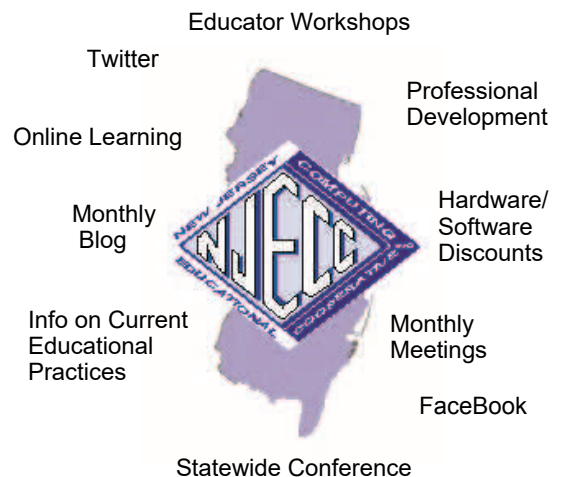 Educator Workshops
Twitter
Professional
Development
Online Learning
NEW JERSEY
COMPUTING
Monthly
Blog
NJECC
Hardware/
Software
Discounts
EDUCATIONAL
COOPERATIVE
Info on Current
Educational
Practices
Monthly
Meetings
FaceBook
Statewide Conference